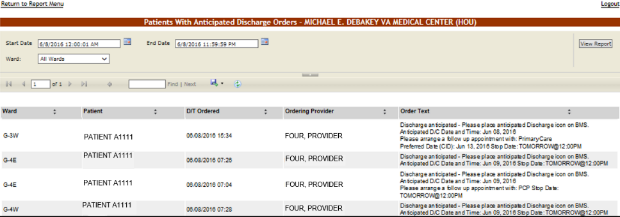 Return to Report Menu Logout
Patients With Anticipated Discharge Orders - MICHAEL E. DEBAKEY VA MEDICAL CENTER (HOU)
Start Date 6/8/2016 12:00:01 AM End Date 6/8/2016 11:59:59 PM View Report
Ward: All Wards
1 of 1 Find | Next
Ward Patient D/T Ordered Ordering Provider Order Text
G-3W PATIENT A1111 06-08/2016 15:34 FOUR, PROVIDER
Discharge anticipated - Please place anticipated Discharge icon on BMS.
Anticipated D/C Date and Time: Jun 08, 2016
Please arrange a follow up appointment with: PrimaryCare
Preferred Date (CID): Jun 13, 2016 Stop Date: TOMORROW@12:00PM
G-4E PATIENT A1111 06-08/2016 07:26 FOUR, PROVIDER
Discharge anticipated - Please place anticipated Discharge icon on BMS.
Anticipated D/C Date and Time: Jun 09, 2016 Stop Date: TOMORROW@12:00PM
G-4E PATIENT A1111 06/08/2016 07:04 FOUR, PROVIDER
Discharge anticipated - Please place anticipated Discharge icon on BMS.
Anticipated D/C Date and Time: Jun 09, 2016
Please arrange a follow up appointment with: PCP Stop Date:
TOMORROW@12:00PM
G-4W PATIENT A1111 06/08/2016 07:28 FOUR, PROVIDER
Discharge anticipated - Please place anticipated Discharge icon on BMS.
Anticipated D/C Date and Time: Jun 09, 2016 Stop Date: TOMORROW@12:00PM